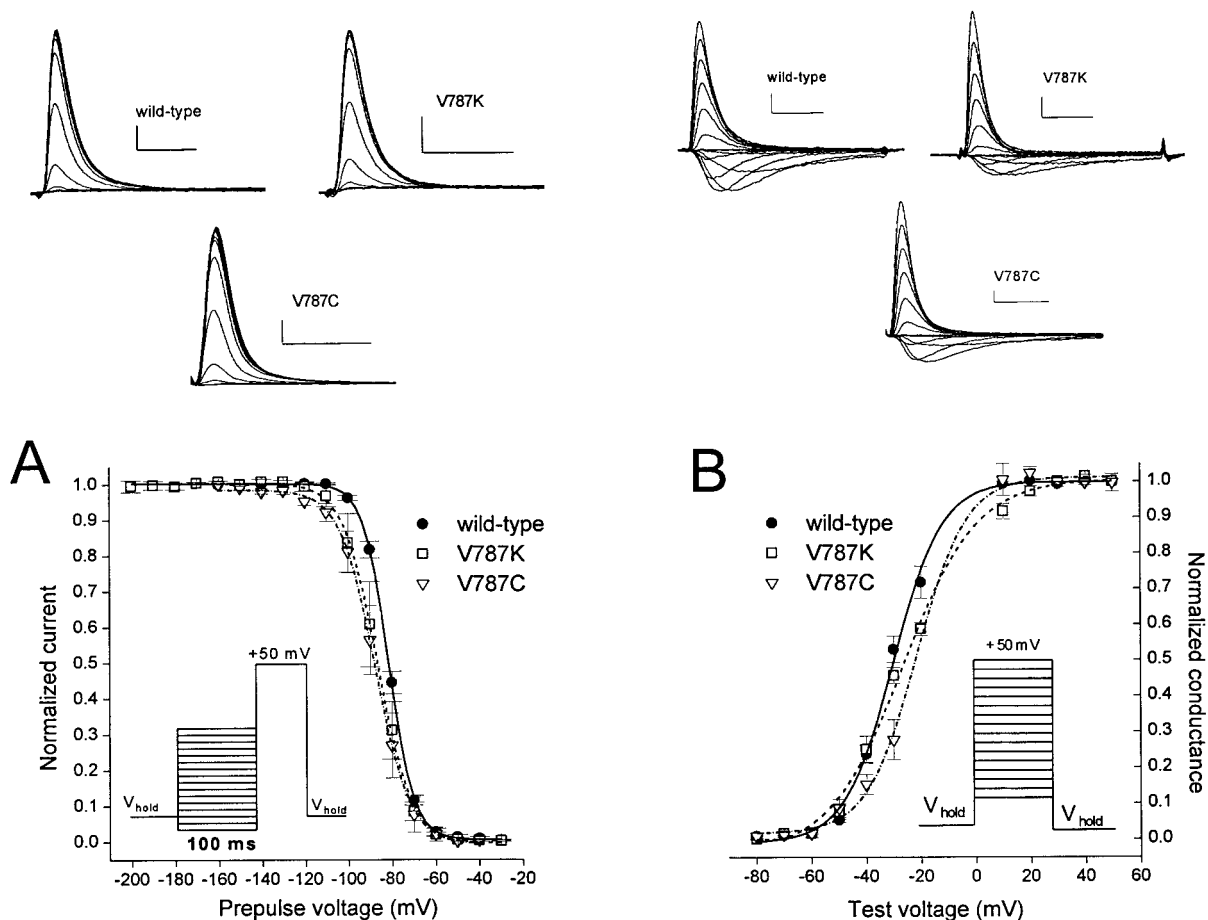 wild-type
V787K
V787C
wild-type
V787K
V787C
A
Normalized current
1.0
0.9
0.8
0.7
0.6
0.5
0.4
0.3
0.2
0.1
0.0
wild-type
V787K
V787C
+50 mV
Vhold
Vhold
100 ms
-200 -180 -160 -140 -120 -100 -80 -60 -40 -20
Prepulse voltage (mV)
B
wild-type
V787K
V787C
+50 mV
Vhold
Vhold
1.0
0.9
0.8
0.7
0.6
0.5
0.4
0.3
0.2
0.1
0.0
Normalized conductance
-80 -60 -40 -20 0 20 40 60
Test voltage (mV)